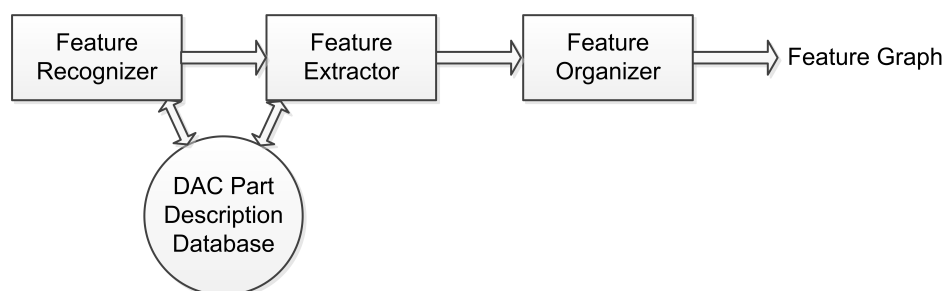 Feature
Recognizer
Feature
Extractor
Feature
Organizer
Feature Graph
DAC Part
Description
Database